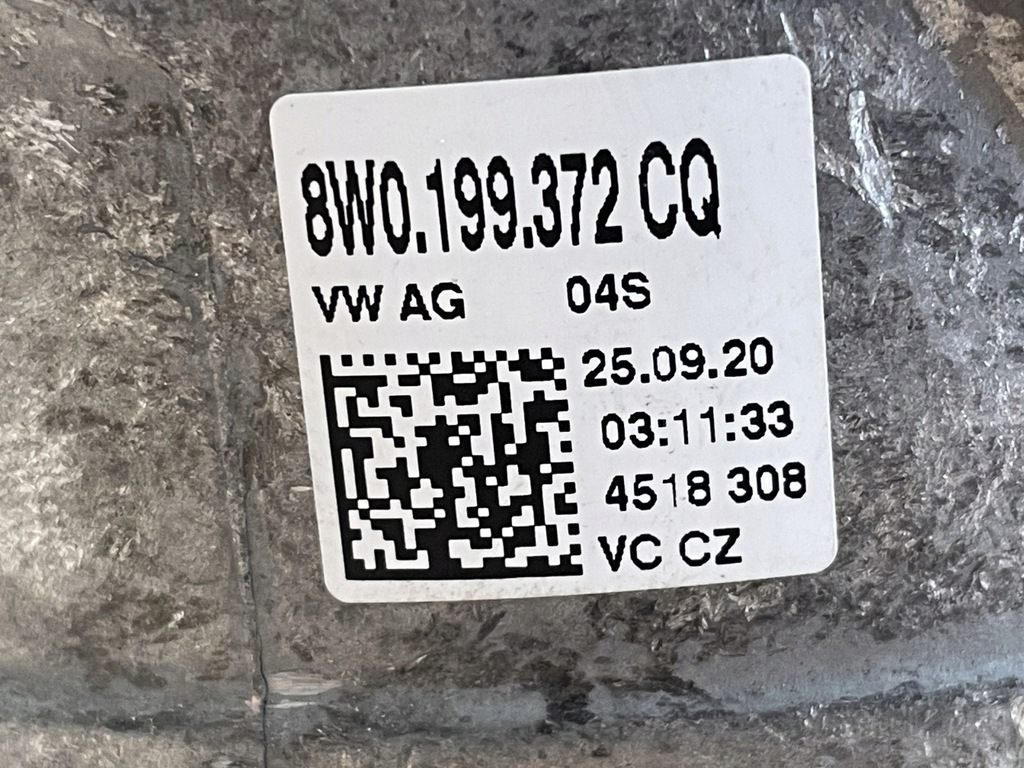 8W0.199.372 CQ
VW AG 04S
25.09.20
03:11:33
4518 308
VC CZ